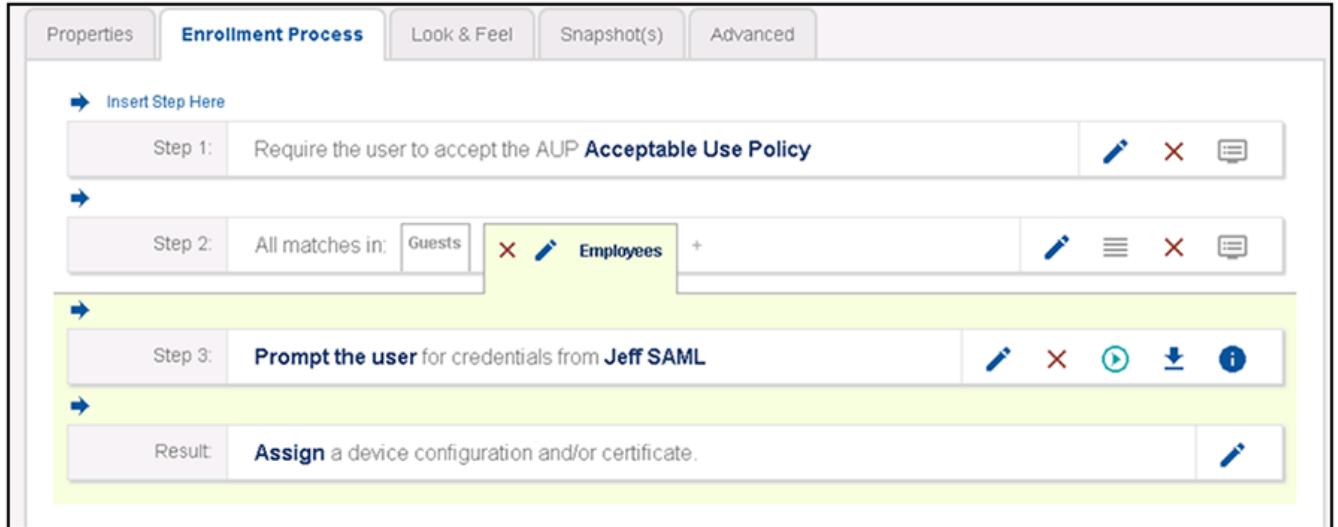 Properties Enrollment Process Look & Feel Snapshot(s) Advanced
Insert Step Here
Step 1: Require the user to accept the AUP Acceptable Use Policy
Step 2: All matches in: Guests Employees +
Step 3: Prompt the user for credentials from Jeff SAML
Result: Assign a device configuration and/or certificate.